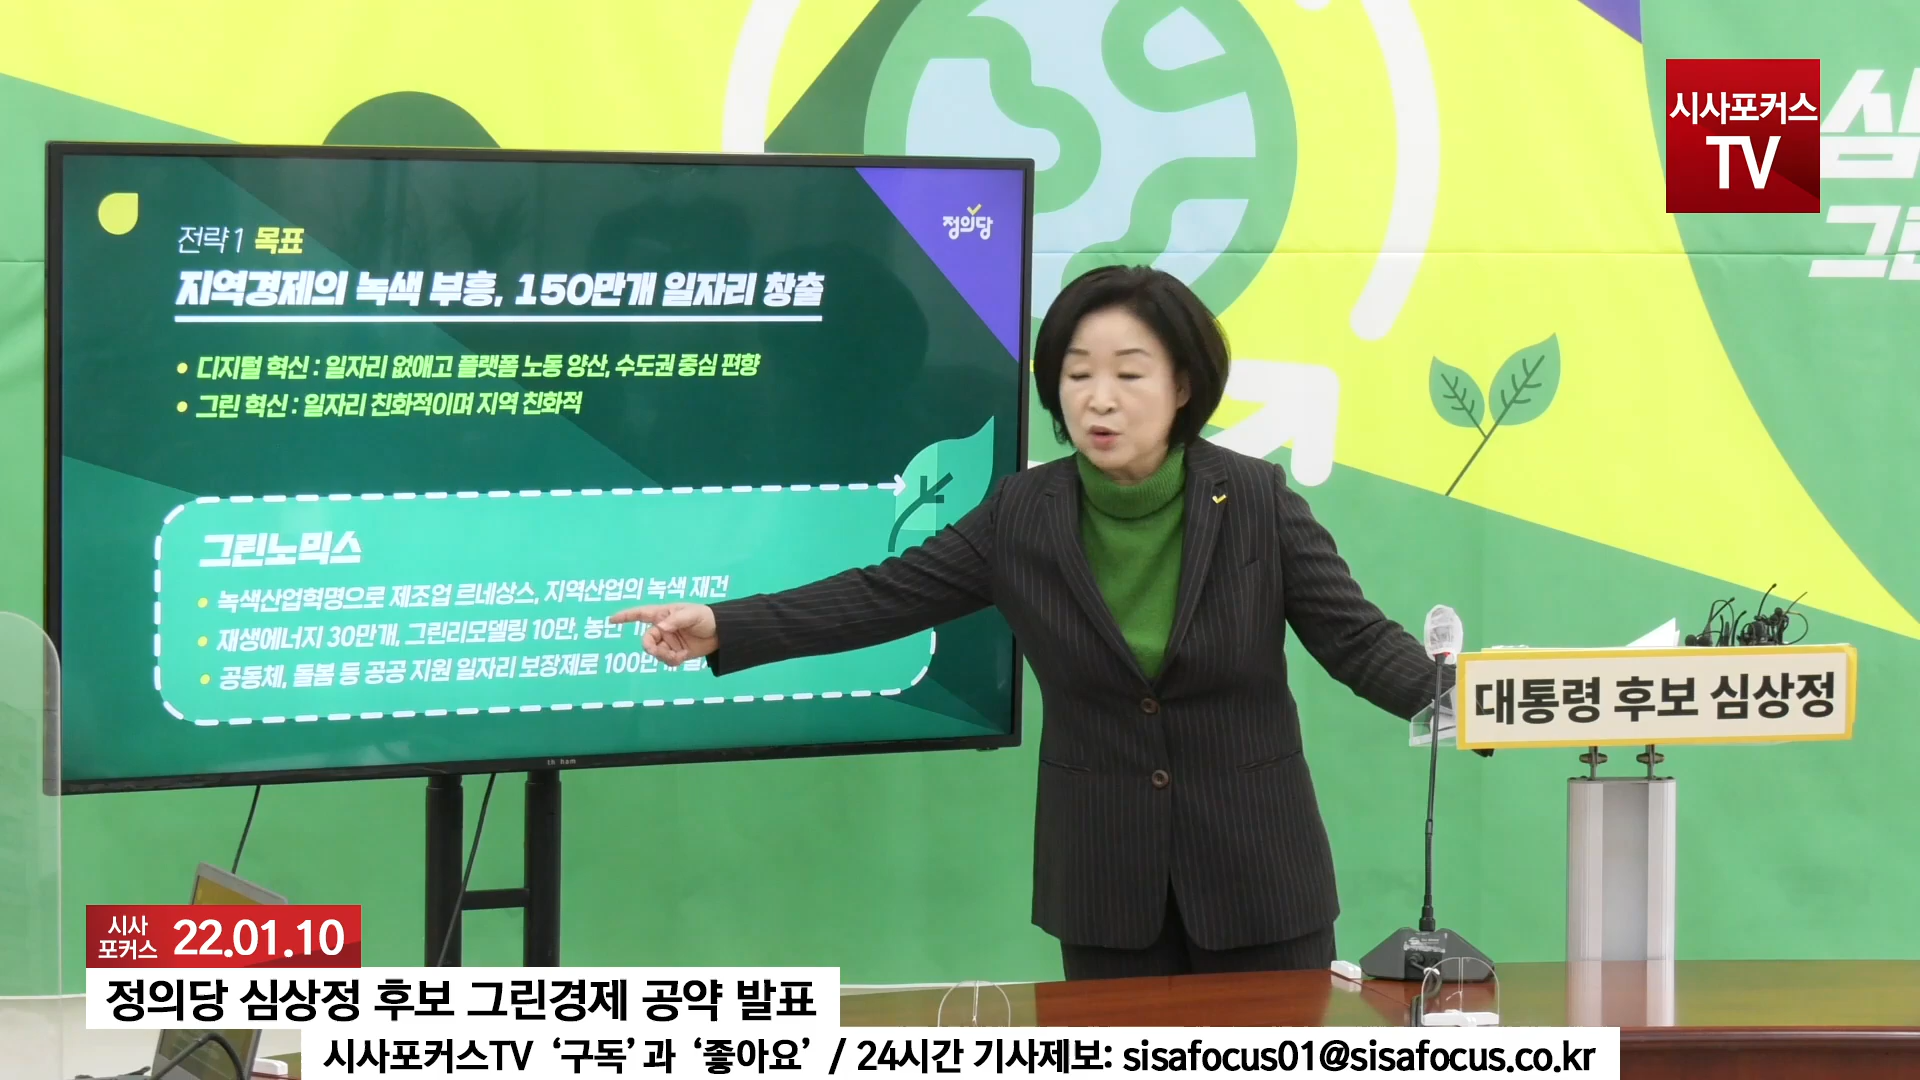 시사포커스
TV
심
그린
정의당
전략1 목표
지역경제의 녹색 부흥, 150만개 일자리 창출
디지털 혁신 : 일자리 없애고 플랫폼 노동 양산, 수도권 중심 편향
그린 혁신 : 일자리 친화적이며 지역 친화적
그린노믹스
녹색산업혁명으로 제조업 르네상스, 지역산업의 녹색 재건
재생에너지 30만개, 그린리모델링 10만, 농민
공동체, 돌봄 등 공공 지원 일자리 보장제로 100만개
대통령 후보 심상정
시사
포커스 22.01.10
정의당 심상정 후보 그린경제 공약 발표
시사포커스TV ‘구독’과 ‘좋아요’ / 24시간 기사제보: sisafocus01@sisafocus.co.kr